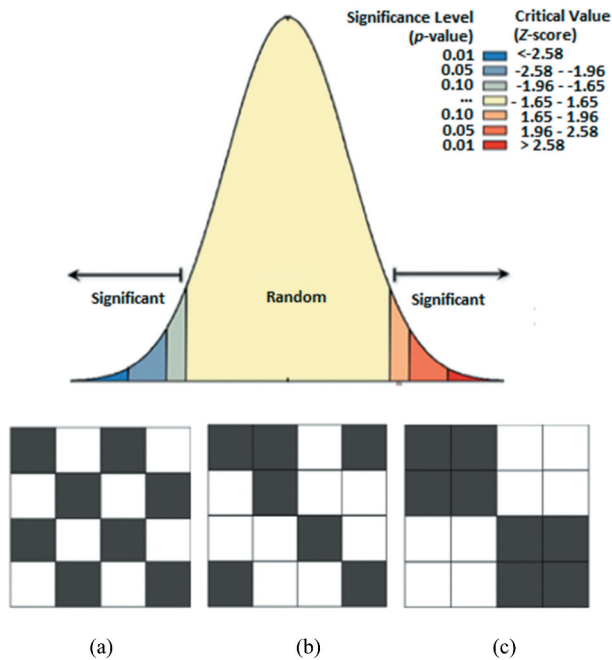 Significance Level Critical Value
(p-value) (Z-score)
0.01 <-2.58
0.05 -2.58 - -1.96
0.10 -1.96 - -1.65
... - 1.65 - 1.65
0.10 1.65 - 1.96
0.05 1.96 - 2.58
0.01 > 2.58
Significant Random Significant
(a) (b) (c)